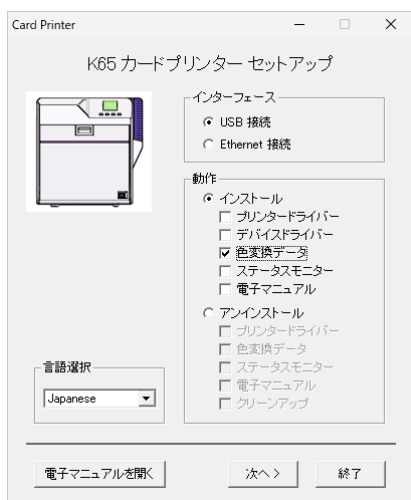 Card Printer
K65 カードプリンター セットアップ
インターフェース
USB 接続
Ethernet 接続
動作
インストール
プリンタードライバー
デバイスドライバー
色変換データ
ステータスモニター
電子マニュアル
アンインストール
プリンタードライバー
色変換データ
ステータスモニター
電子マニュアル
クリーンアップ
言語選択
Japanese
電子マニュアルを開く
次へ >
終了